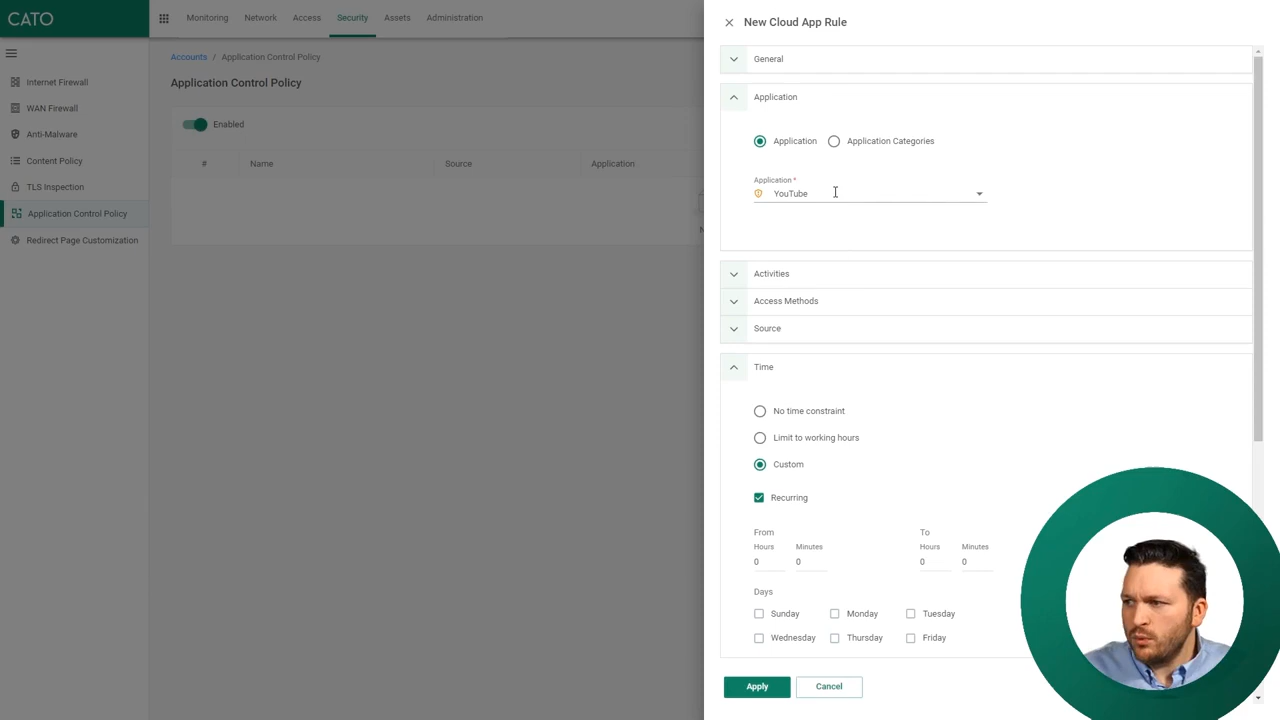 CATO
Monitoring Network Access Security Assets Administration
Internet Firewall
WAN Firewall
Anti-Malware
Content Policy
TLS Inspection
Application Control Policy
Redirect Page Customization
Accounts / Application Control Policy
Application Control Policy
Enabled
# Name Source Application
New Cloud App Rule
General
Application
Application Application Categories
Application *
YouTube
Activities
Access Methods
Source
Time
No time constraint
Limit to working hours
Custom
Recurring
From To
Hours Minutes Hours Minutes
0 0 0 0
Days
Sunday Monday Tuesday
Wednesday Thursday Friday
Apply Cancel